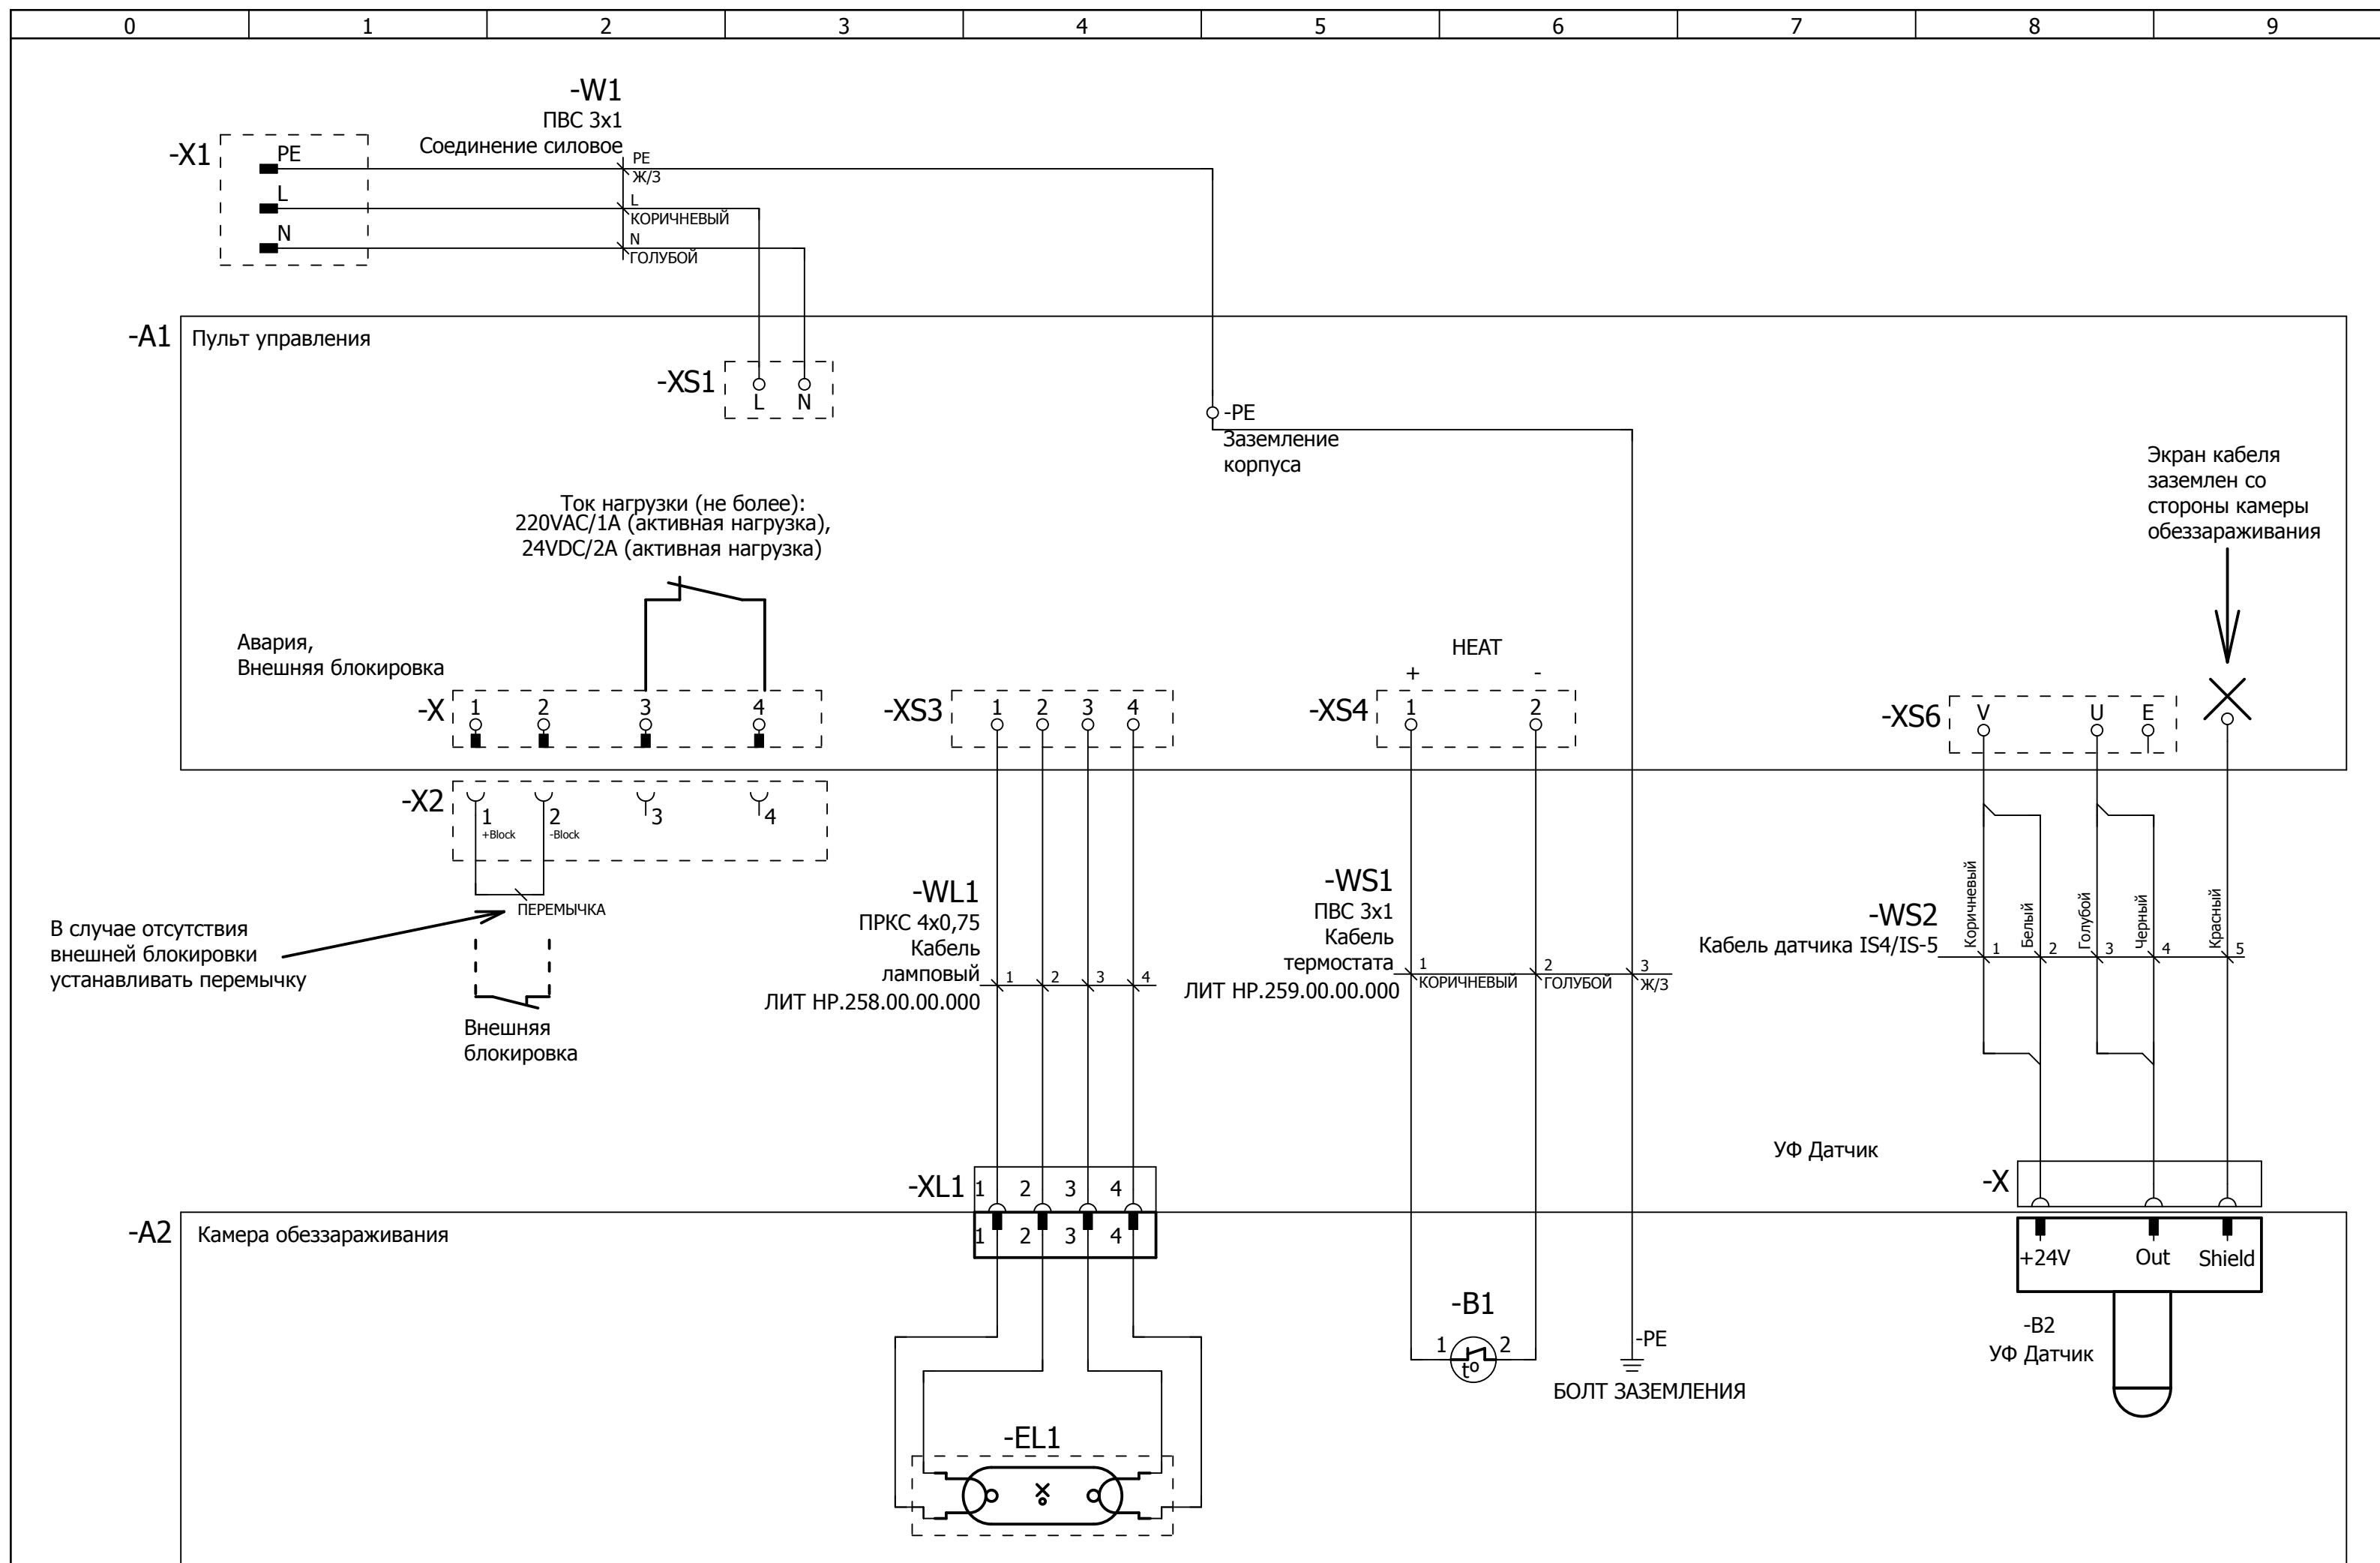 0 1 2 3 4 5 6 7 8 9
-W1
ПВС 3x1
Соединение силовое
-X1
PE
L
N
PE
Ж/З
L
КОРИЧНЕВЫЙ
N
ГОЛУБОЙ
-A1
Пульт управления
-XS1
L N
-PE
Заземление
корпуса
Экран кабеля
заземлен со
стороны камеры
обеззараживания
Ток нагрузки (не более):
220VAC/1A (активная нагрузка),
24VDC/2A (активная нагрузка)
Авария,
Внешняя блокировка
-X
1 2 3 4
-XS3
1 2 3 4
HEAT
+ -
-XS4
1 2
-XS6
V U E
-X2
1 2 3 4
+Block -Block
ПЕРЕМЫЧКА
В случае отсутствия
внешней блокировки
устанавливать перемычку
Внешняя
блокировка
-WL1
ПРКС 4x0,75
Кабель
ламповый
ЛИТ НР.258.00.00.000
1 2 3 4
-WS1
ПВС 3x1
Кабель
термостата
ЛИТ НР.259.00.00.000
1 2 3
КОРИЧНЕВЫЙ ГОЛУБОЙ Ж/З
-WS2
Кабель датчика IS4/IS-5
Коричневый
Белый
Голубой
Черный
Красный
1 2 3 4 5
УФ Датчик
-X
-XL1
1 2 3 4
1 2 3 4
-A2
Камера обеззараживания
+24V Out Shield
-B1
1 2
t°
-PE
БОЛТ ЗАЗЕМЛЕНИЯ
-B2
УФ Датчик
-EL1